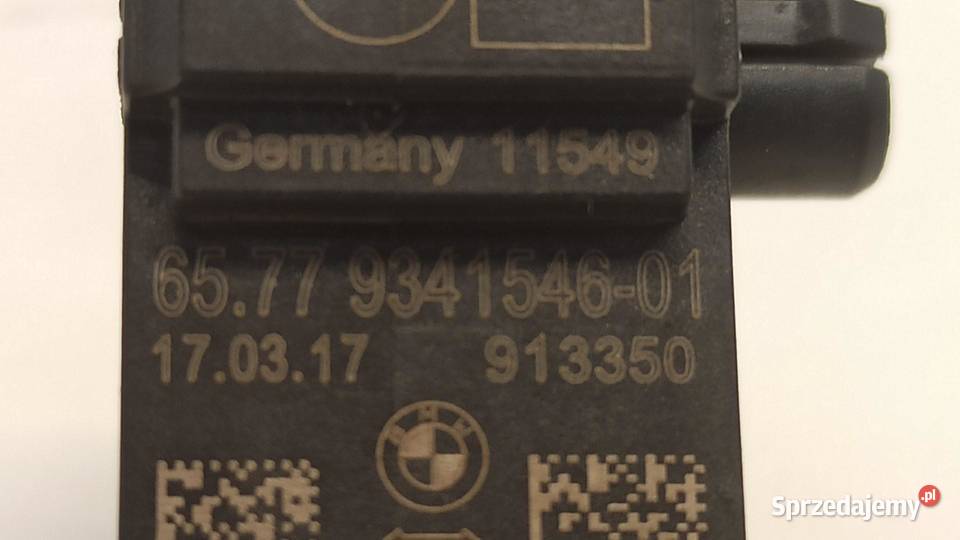 Germany 11549
65.77 9341546-01
17.03.17 913350
BMW
Sprzedajemy.pl